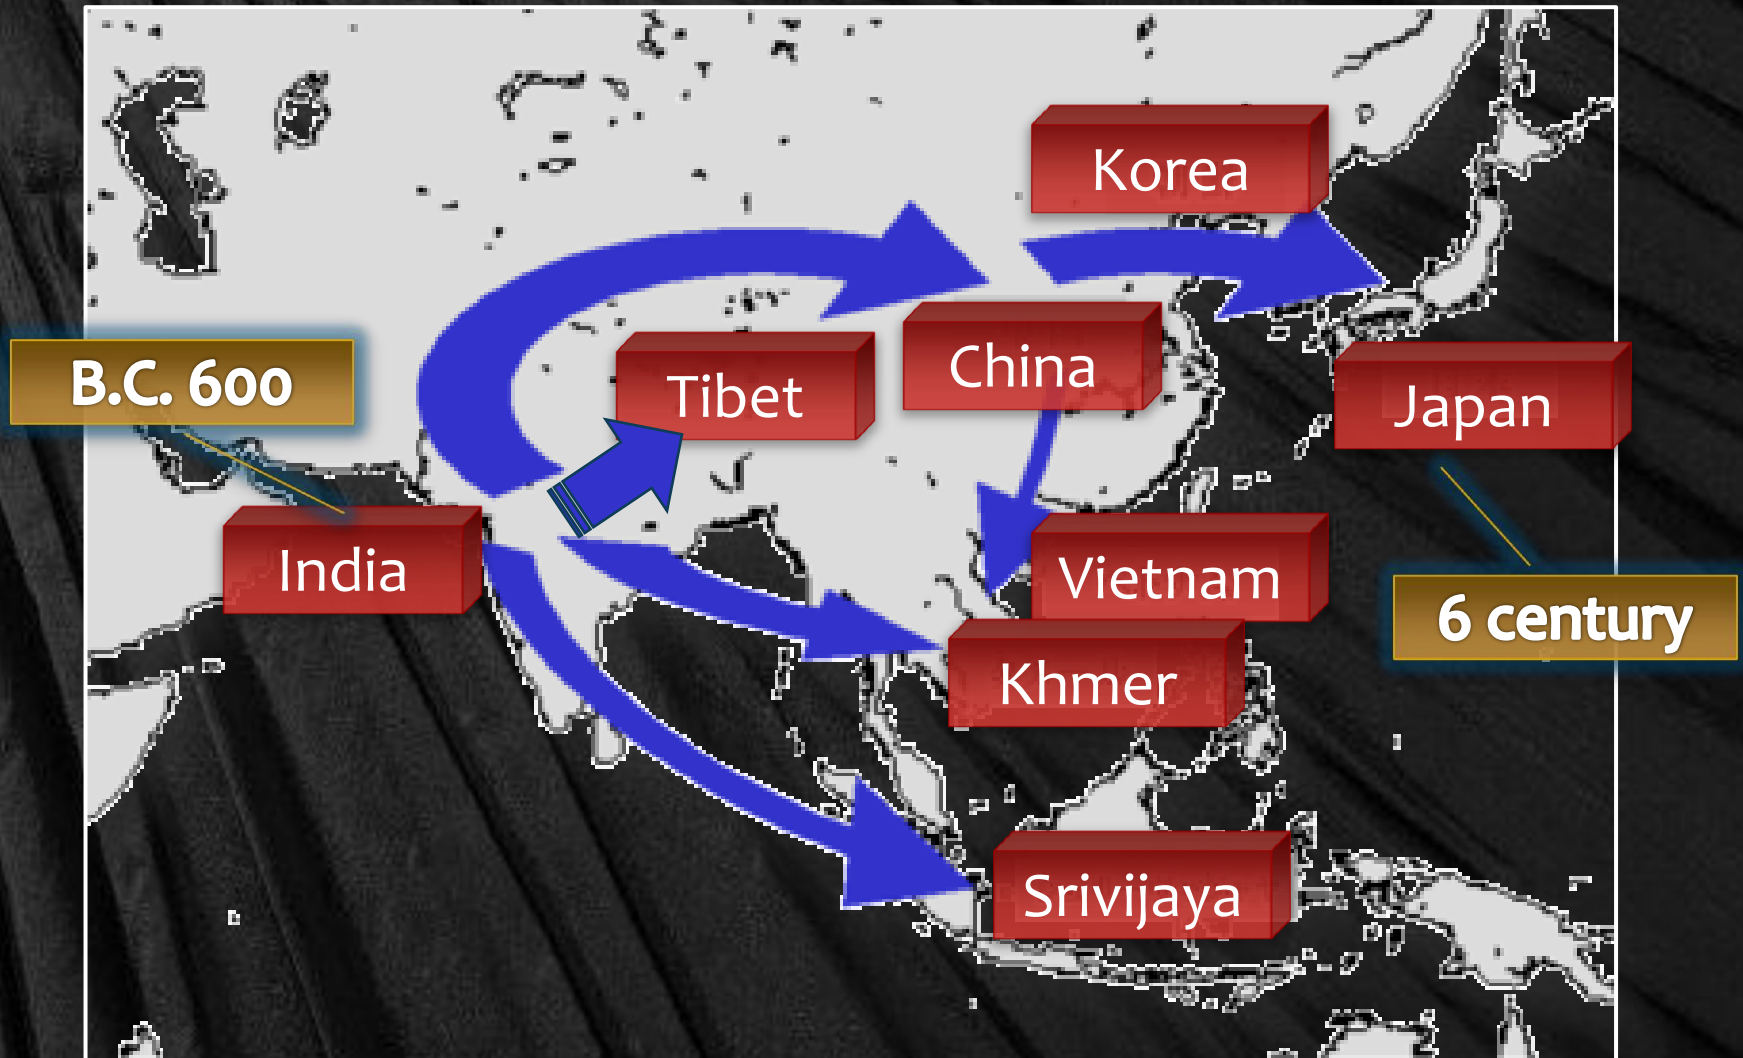 Korea
Tibet
China
B.C. 600
Japan
India
Vietnam
6 century
Khmer
Srivijaya